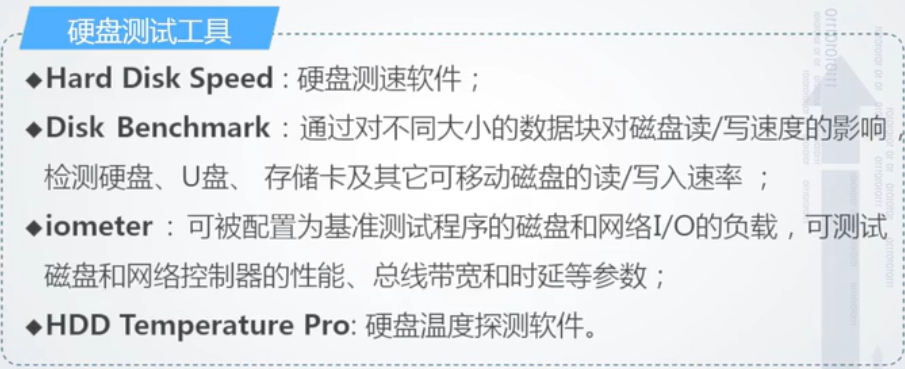 硬盘测试工具
◆Hard Disk Speed : 硬盘测速软件；
◆Disk Benchmark ：通过对不同大小的数据块对磁盘读/写速度的影响，
检测硬盘、U盘、 存储卡及其它可移动磁盘的读/写入速率 ；
◆iometer ：可被配置为基准测试程序的磁盘和网络I/O的负载，可测试
磁盘和网络控制器的性能、总线带宽和时延等参数；
◆HDD Temperature Pro: 硬盘温度探测软件。